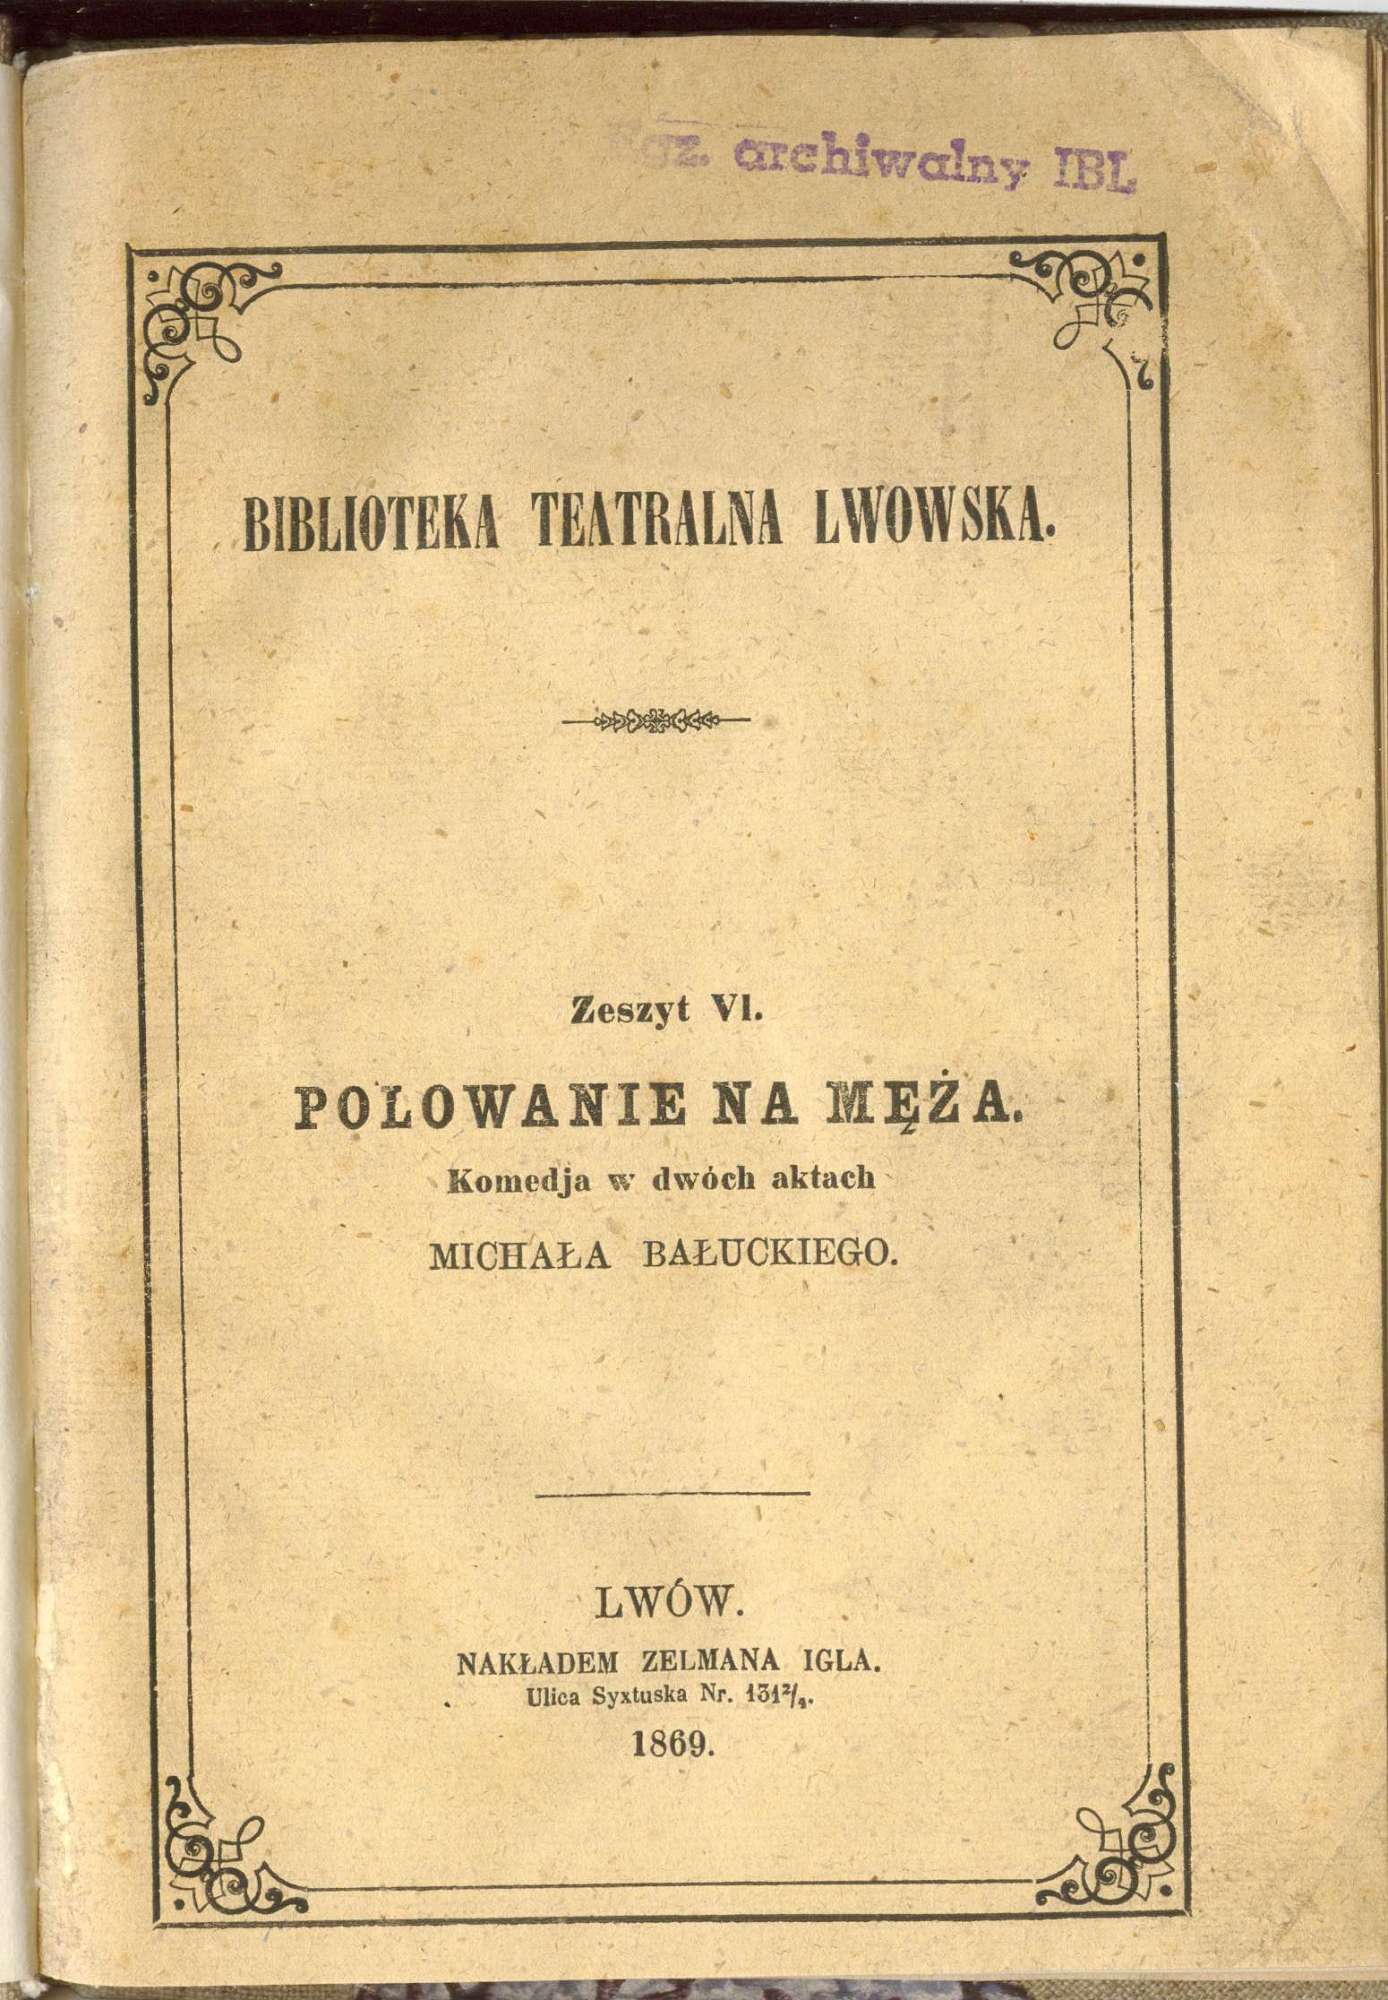 Egz. archiwalny IBL
BIBLIOTEKA TEATRALNA LWOWSKA.
Zeszyt VI.
POLOWANIE NA MĘŻA.
Komedja w dwóch aktach
MICHAŁA BAŁUCKIEGO.
LWÓW.
NAKŁADEM ZELMANA IGLA.
Ulica Syxtuska Nr. 131²/₄.
1869.